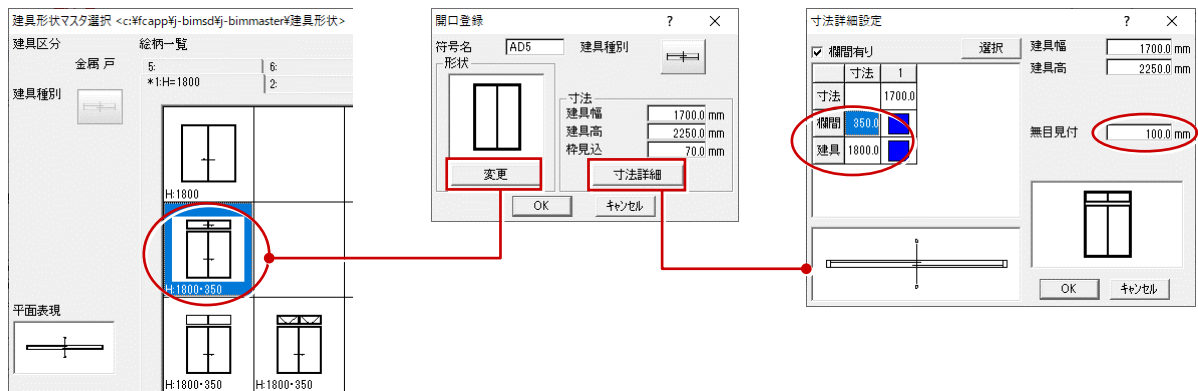 建具形状マスタ選択 <c:¥fcapp¥j-bimsd¥j-bimmaster¥建具形状>
建具区分
金属 戸
建具種別
平面表現
絵柄一覧
5:
6:
*1:H=1800
2:
H:1800
H:1800・350
H:1800・350
H:1800・350
開口登録
? ×
符号名
AD5
建具種別
形状
変更
寸法
建具幅
1700.0 mm
建具高
2250.0 mm
枠見込
70.0 mm
寸法詳細
OK
キャンセル
寸法詳細設定
? ×
欄間有り
選択
寸法
1
寸法
1700.0
欄間
350.0
建具
1800.0
建具幅
1700.0 mm
建具高
2250.0 mm
無目見付
100.0 mm
OK
キャンセル